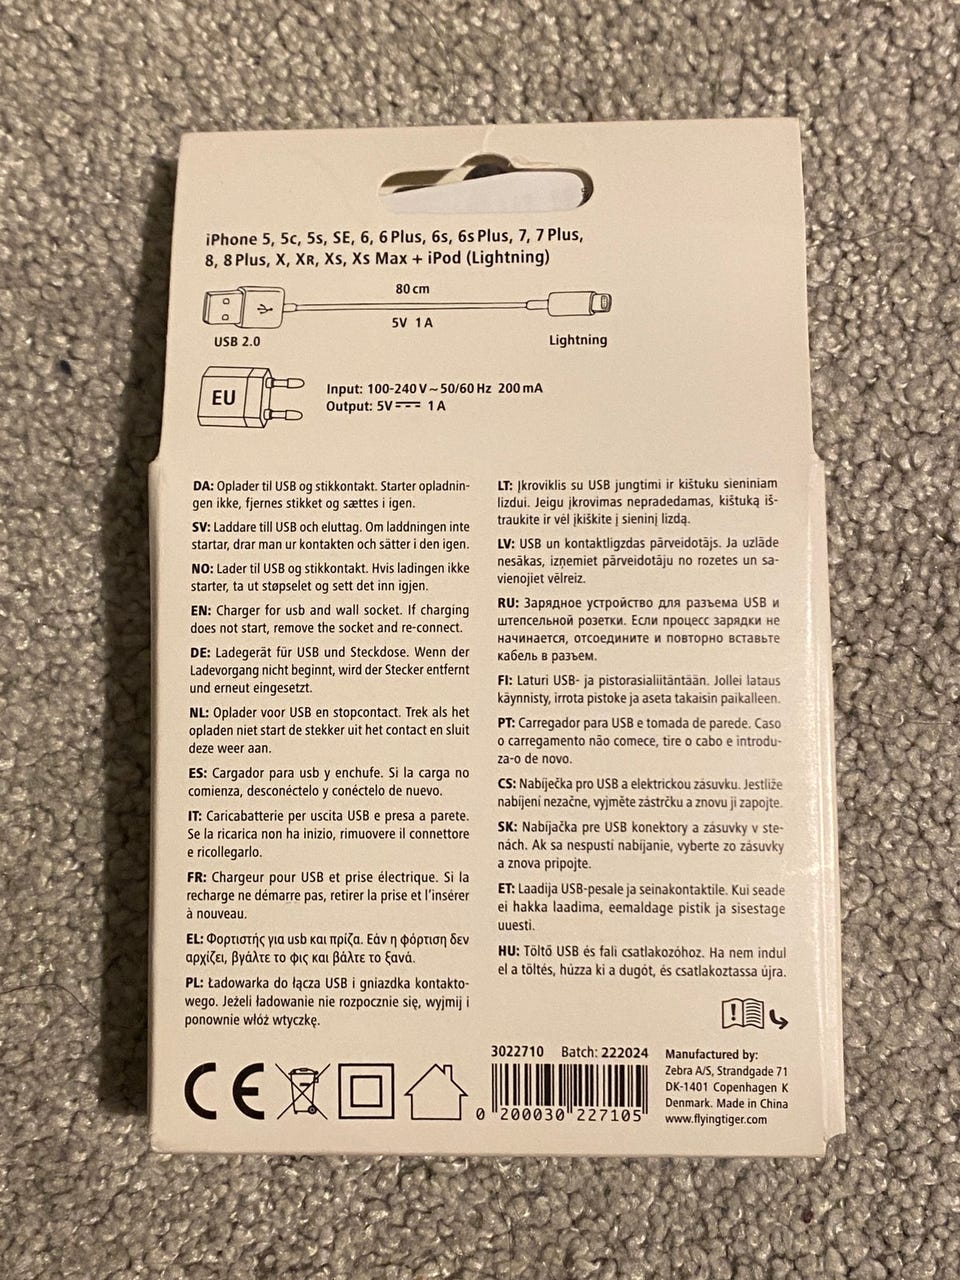 iPhone 5, 5c, 5s, SE, 6, 6 Plus, 6s, 6s Plus, 7, 7 Plus,
8, 8 Plus, X, XR, Xs, Xs Max + iPod (Lightning)
80 cm
5V 1 A
USB 2.0
Lightning
EU
Input: 100-240 V ~ 50/60 Hz 200 mA
Output: 5V ⎓ 1 A
DA: Oplader til USB og stikkontakt. Starter opladnin-
gen ikke, fjernes stikket og sættes i igen.
SV: Laddare till USB och eluttag. Om laddningen inte
startar, drar man ur kontakten och sätter i den igen.
NO: Lader til USB og stikkontakt. Hvis ladingen ikke
starter, ta ut støpselet og sett det inn igjen.
EN: Charger for usb and wall socket. If charging
does not start, remove the socket and re-connect.
DE: Ladegerät für USB und Steckdose. Wenn der
Ladevorgang nicht beginnt, wird der Stecker entfernt
und erneut eingesetzt.
NL: Oplader voor USB en stopcontact. Trek als het
opladen niet start de stekker uit het contact en sluit
deze weer aan.
ES: Cargador para usb y enchufe. Si la carga no
comienza, desconéctelo y conéctelo de nuevo.
IT: Caricabatterie per uscita USB e presa a parete.
Se la ricarica non ha inizio, rimuovere il connettore
e ricollegarlo.
FR: Chargeur pour USB et prise électrique. Si la
recharge ne démarre pas, retirer la prise et l'insérer
à nouveau.
EL: Φορτιστής για usb και πρίζα. Εάν η φόρτιση δεν
αρχίζει, βγάλτε το φις και βάλτε το ξανά.
PL: Ładowarka do łącza USB i gniazdka kontakto-
wego. Jeżeli ładowanie nie rozpocznie się, wyjmij i
ponownie włóż wtyczkę.
LT: Įkroviklis su USB jungtimi ir kištuku sieniniam
lizdui. Jeigu įkrovimas nepradedamas, kištuką iš-
traukite ir vėl įkiškite į sieninį lizdą.
LV: USB un kontaktligzdas pārveidotājs. Ja uzlāde
nesākas, izņemiet pārveidotāju no rozetes un sa-
vienojiet vēlreiz.
RU: Зарядное устройство для разъема USB и
штепсельной розетки. Если процесс зарядки не
начинается, отсоедините и повторно вставьте
кабель в разъем.
FI: Laturi USB- ja pistorasialiitäntään. Jollei lataus
käynnisty, irrota pistoke ja aseta takaisin paikalleen.
PT: Carregador para USB e tomada de parede. Caso
o carregamento não comece, tire o cabo e introdu-
za-o de novo.
CS: Nabíječka pro USB a elektrickou zásuvku. Jestliže
nabíjení nezačne, vyjměte zástrčku a znovu ji zapojte.
SK: Nabíjačka pre USB konektory a zásuvky v ste-
nách. Ak sa nespustí nabíjanie, vyberte zo zásuvky
a znova pripojte.
ET: Laadija USB-pesale ja seinakontaktile. Kui seade
ei hakka laadima, eemaldage pistik ja sisestage
uuesti.
HU: Töltő USB és fali csatlakozóhoz. Ha nem indul
el a töltés, húzza ki a dugót, és csatlakoztassa újra.
CE
3022710 Batch: 222024
0 200030 227105
Manufactured by:
Zebra A/S, Strandgade 71
DK-1401 Copenhagen K
Denmark. Made in China
www.flyingtiger.com